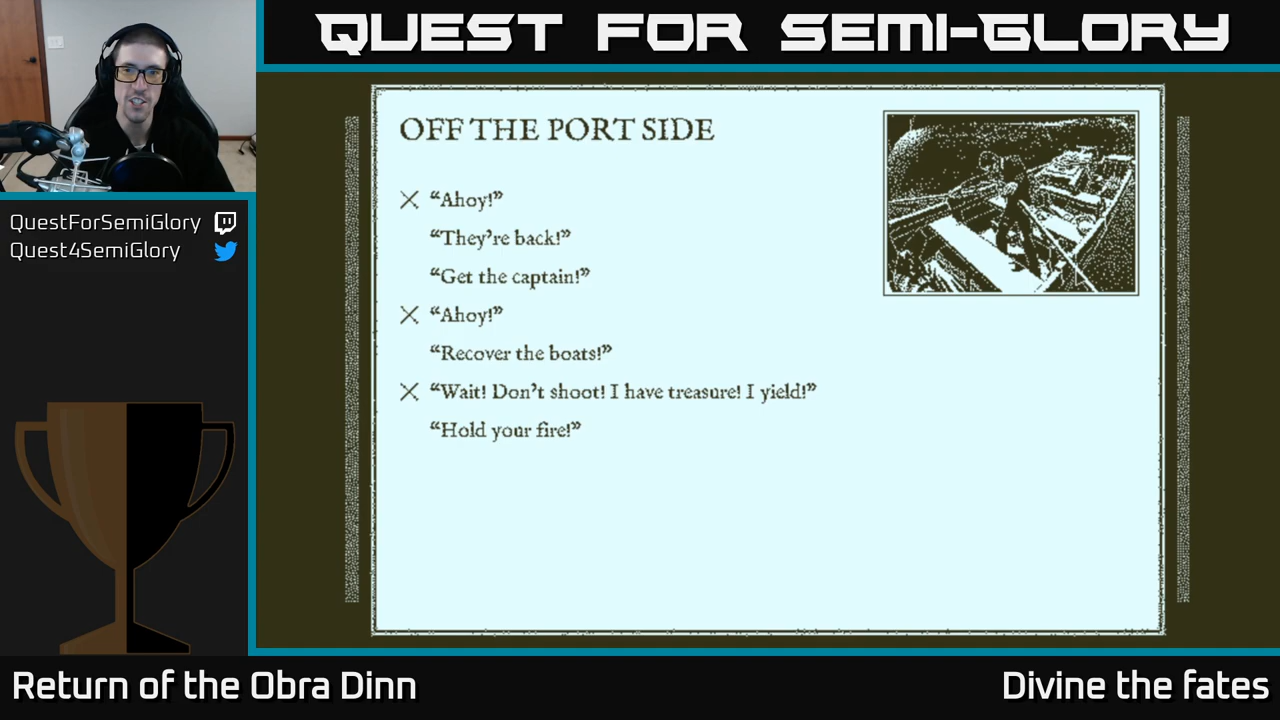 QUEST FOR SEMI-GLORY
QuestForSemiGlory
Quest4SemiGlory
OFF THE PORT SIDE
“Ahoy!”
“They’re back!”
“Get the captain!”
“Ahoy!”
“Recover the boats!”
“Wait! Don’t shoot! I have treasure! I yield!”
“Hold your fire!”
Return of the Obra Dinn
Divine the fates